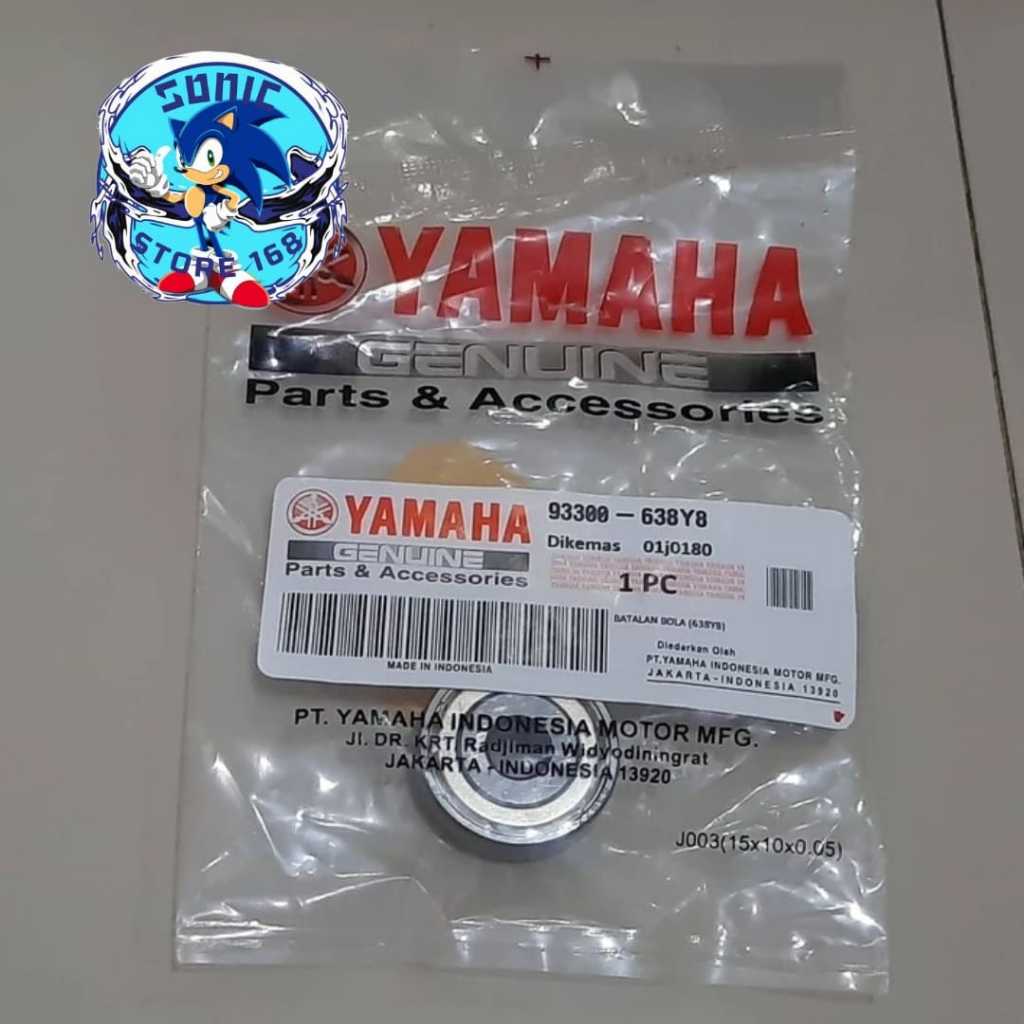 SONIC
STORE 168
YAMAHA
GENUINE
Parts & Accessories
YAMAHA
GENUINE
Parts & Accessories
93300 - 638Y8
Dikemas 01j0180
1 PC
BATALAN BOLA (638Y8)
MADE IN INDONESIA
Diedarkan Oleh
PT.YAMAHA INDONESIA MOTOR MFG.
JAKARTA-INDONESIA 13920
PT. YAMAHA INDONESIA MOTOR MFG.
Jl. DR. KRT. Radjiman Widyodiningrat
JAKARTA - INDONESIA 13920
J003(15x10x0.05)